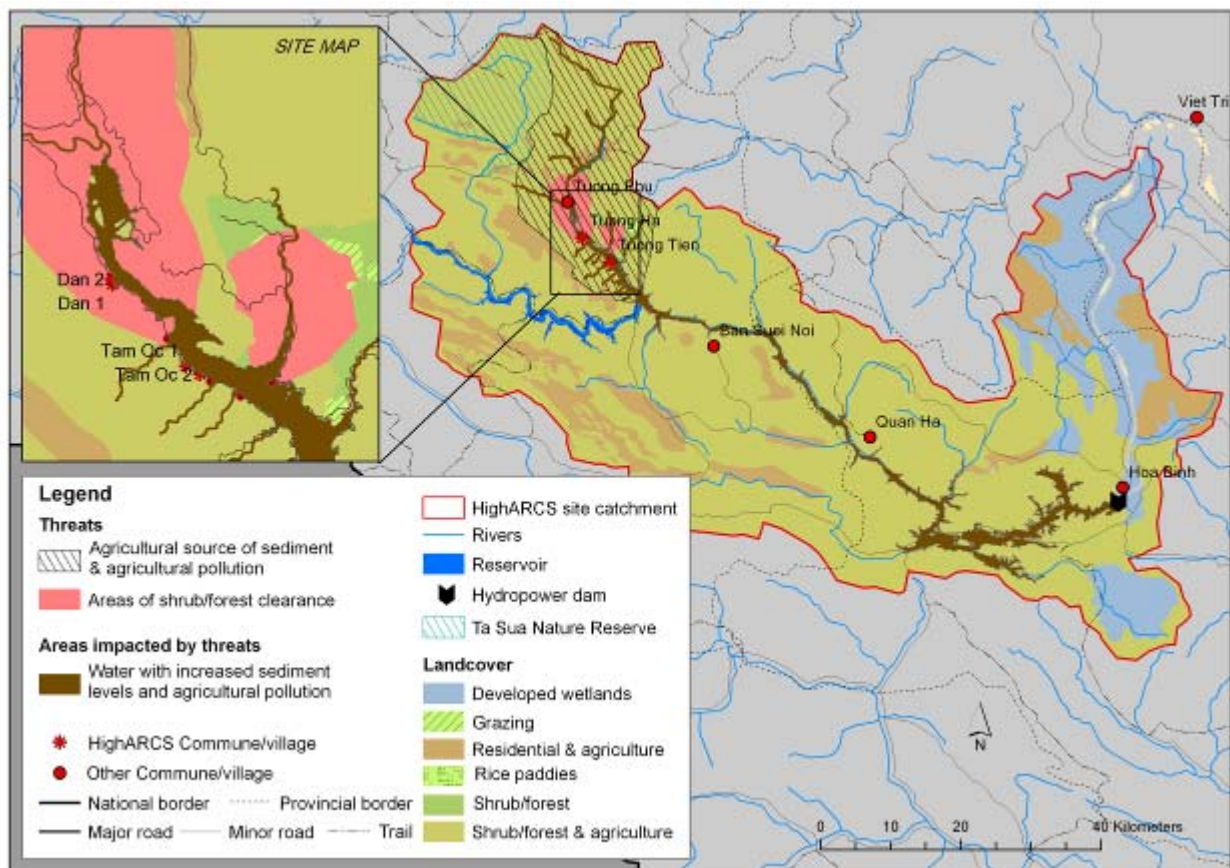 SITE MAP
Dan 2
Dan 1
Tam Oc 1
Tam Oc 2
Viet Tri
Tuong Phu
Tuong Ha
Tuong Tien
Ban Suoi Noi
Quan Ha
Hoa Binh
Legend
Threats
Agricultural source of sediment
& agricultural pollution
Areas of shrub/forest clearance
Areas impacted by threats
Water with increased sediment
levels and agricultural pollution
HighARCS Commune/village
Other Commune/village
National border
Provincial border
Major road
Minor road
Trail
HighARCS site catchment
Rivers
Reservoir
Hydropower dam
Ta Sua Nature Reserve
Landcover
Developed wetlands
Grazing
Residential & agriculture
Rice paddies
Shrub/forest
Shrub/forest & agriculture
N
0 10 20 40 Kilometers